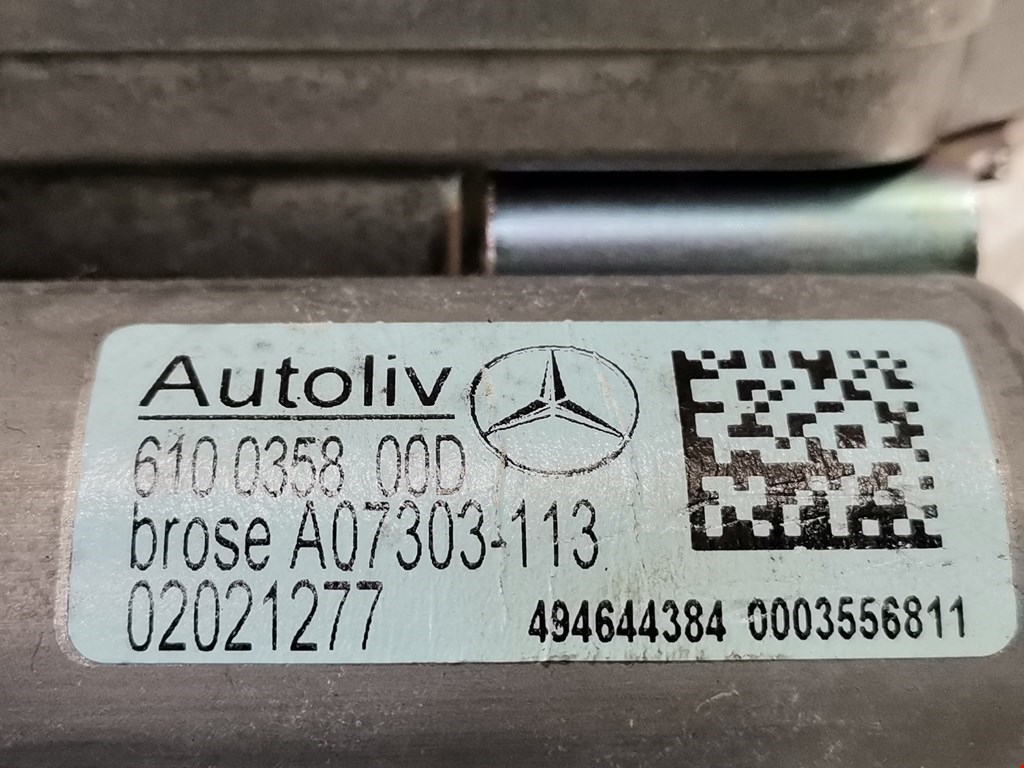 Autoliv
610 0358 00D
brose A07303-113
02021277
494644384 0003556811